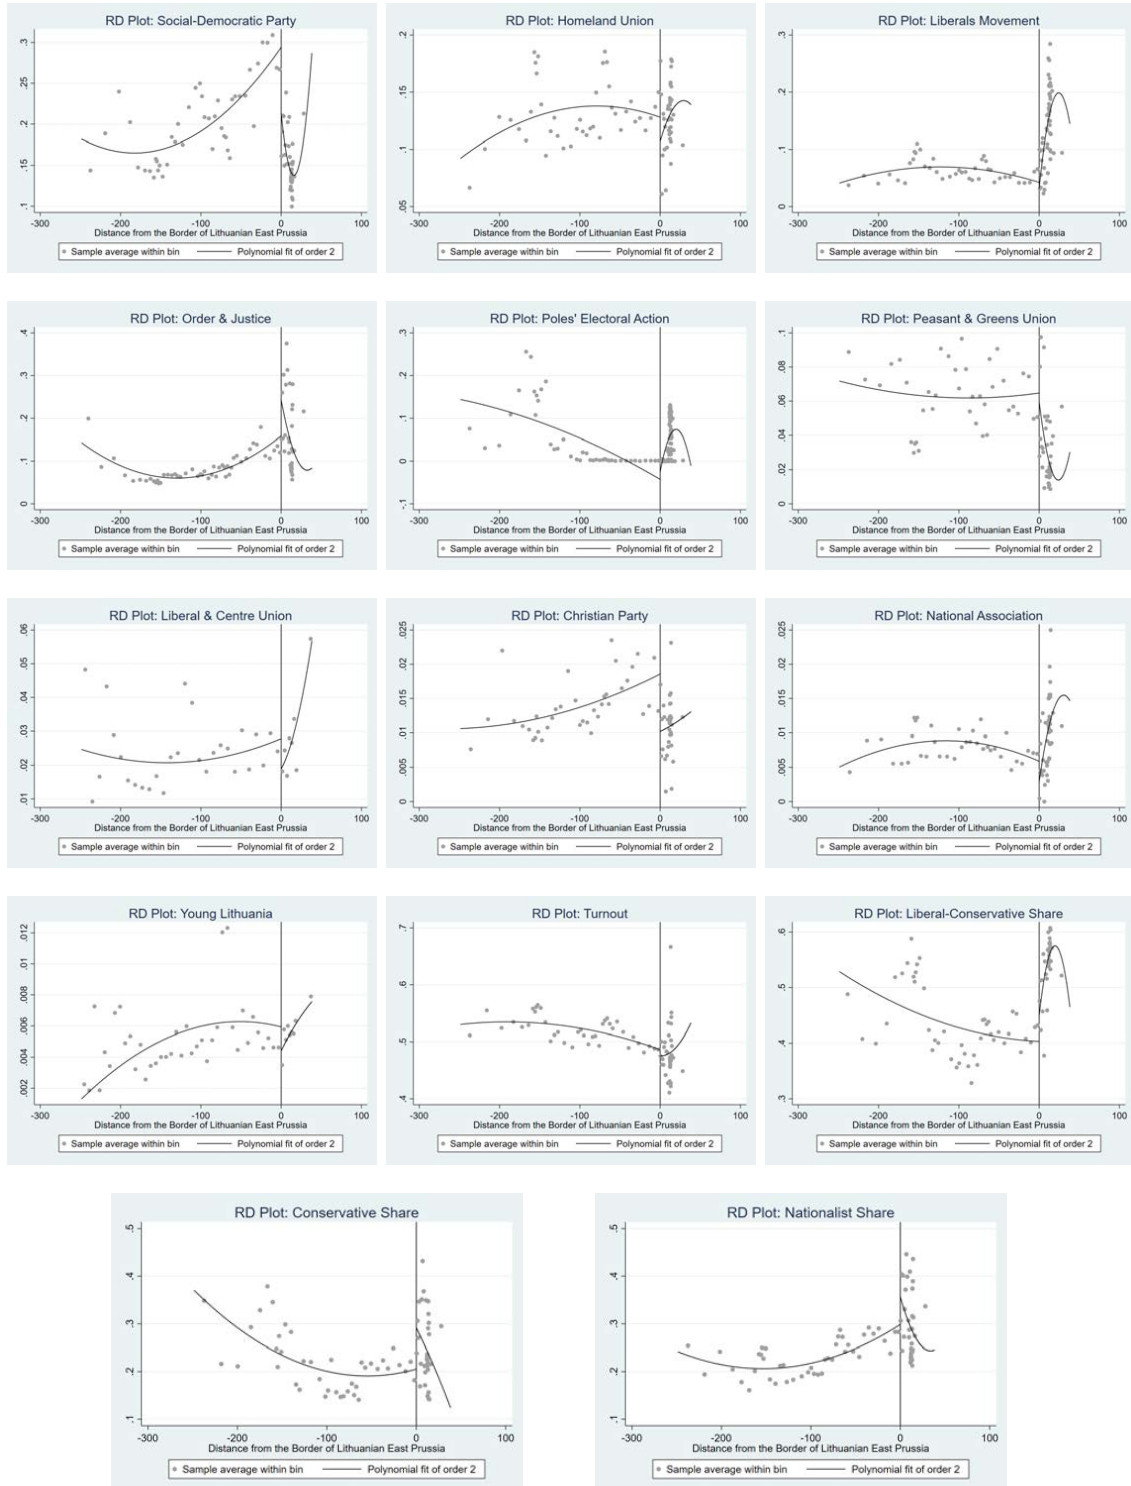 RD Plot: Social-Democratic Party
.3
.25
.2
.15
.1
-300 -200 -100 0 100
Distance from the Border of Lithuanian East Prussia
Sample average within bin Polynomial fit of order 2
RD Plot: Homeland Union
.2
.15
.1
.05
-300 -200 -100 0 100
Distance from the Border of Lithuanian East Prussia
Sample average within bin Polynomial fit of order 2
RD Plot: Liberals Movement
.3
.2
.1
0
-300 -200 -100 0 100
Distance from the Border of Lithuanian East Prussia
Sample average within bin Polynomial fit of order 2
RD Plot: Order & Justice
.4
.3
.2
.1
0
-300 -200 -100 0 100
Distance from the Border of Lithuanian East Prussia
Sample average within bin Polynomial fit of order 2
RD Plot: Poles' Electoral Action
.3
.2
.1
0
-.1
-300 -200 -100 0 100
Distance from the Border of Lithuanian East Prussia
Sample average within bin Polynomial fit of order 2
RD Plot: Peasant & Greens Union
.1
.08
.06
.04
.02
0
-300 -200 -100 0 100
Distance from the Border of Lithuanian East Prussia
Sample average within bin Polynomial fit of order 2
RD Plot: Liberal & Centre Union
.06
.05
.04
.03
.02
.01
-300 -200 -100 0 100
Distance from the Border of Lithuanian East Prussia
Sample average within bin Polynomial fit of order 2
RD Plot: Christian Party
.025
.02
.015
.01
.005
0
-300 -200 -100 0 100
Distance from the Border of Lithuanian East Prussia
Sample average within bin Polynomial fit of order 2
RD Plot: National Association
.025
.02
.015
.01
.005
0
-300 -200 -100 0 100
Distance from the Border of Lithuanian East Prussia
Sample average within bin Polynomial fit of order 2
RD Plot: Young Lithuania
.012
.01
.008
.006
.004
.002
-300 -200 -100 0 100
Distance from the Border of Lithuanian East Prussia
Sample average within bin Polynomial fit of order 2
RD Plot: Turnout
.7
.6
.5
.4
-300 -200 -100 0 100
Distance from the Border of Lithuanian East Prussia
Sample average within bin Polynomial fit of order 2
RD Plot: Liberal-Conservative Share
.6
.5
.4
.3
-300 -200 -100 0 100
Distance from the Border of Lithuanian East Prussia
Sample average within bin Polynomial fit of order 2
RD Plot: Conservative Share
.5
.4
.3
.2
.1
-300 -200 -100 0 100
Distance from the Border of Lithuanian East Prussia
Sample average within bin Polynomial fit of order 2
RD Plot: Nationalist Share
.5
.4
.3
.2
.1
-300 -200 -100 0 100
Distance from the Border of Lithuanian East Prussia
Sample average within bin Polynomial fit of order 2